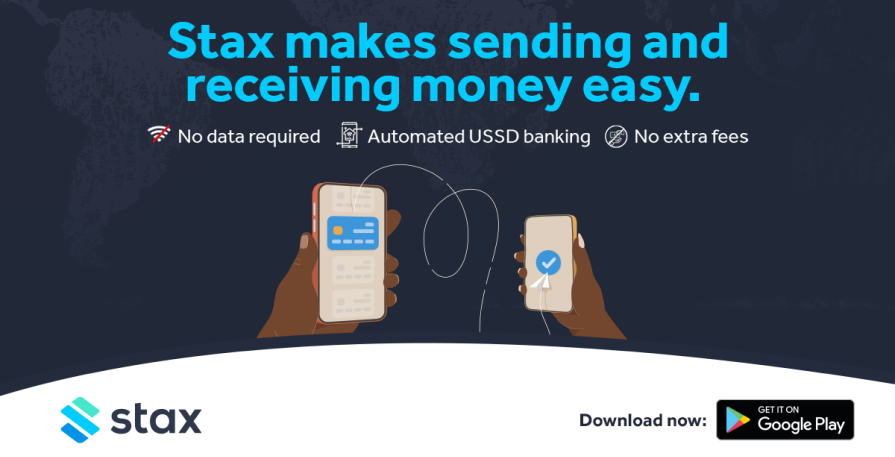 Stax makes sending and
receiving money easy.
No data required
Automated USSD banking
No extra fees
stax
Download now:
GET IT ON
Google Play